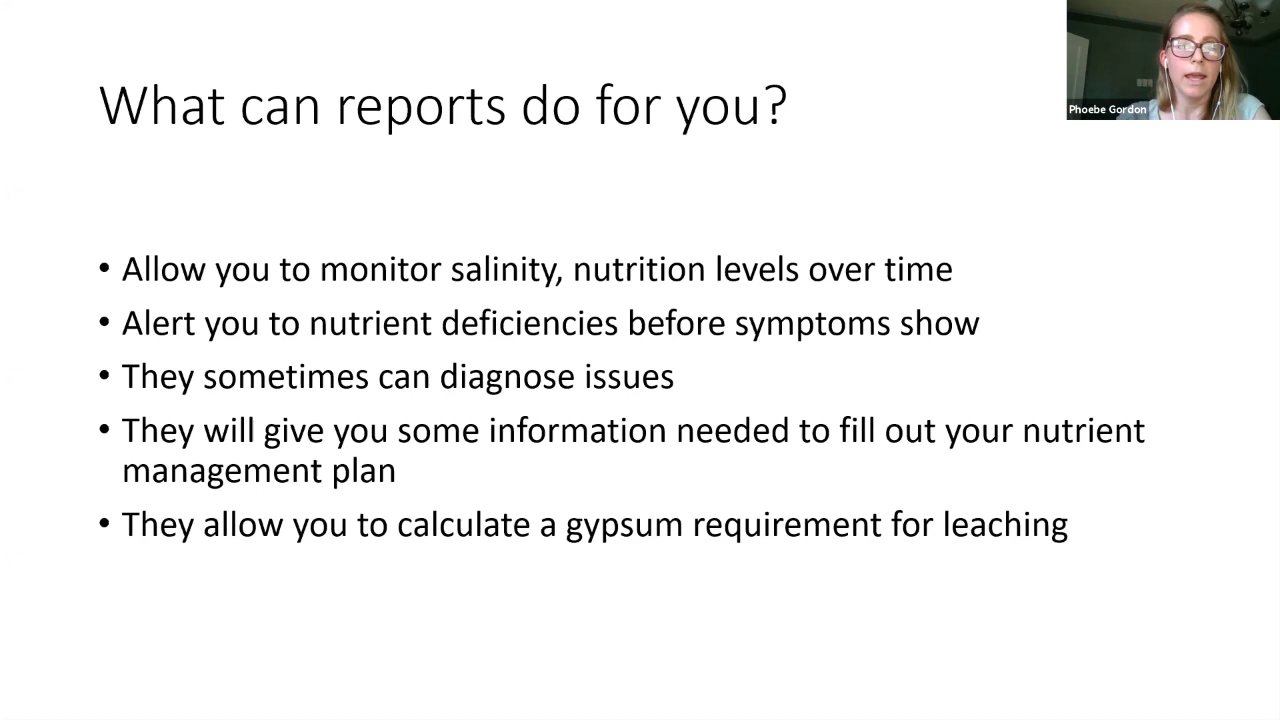 What can reports do for you?
Phoebe Gordon
• Allow you to monitor salinity, nutrition levels over time
• Alert you to nutrient deficiencies before symptoms show
• They sometimes can diagnose issues
• They will give you some information needed to fill out your nutrient
management plan
• They allow you to calculate a gypsum requirement for leaching